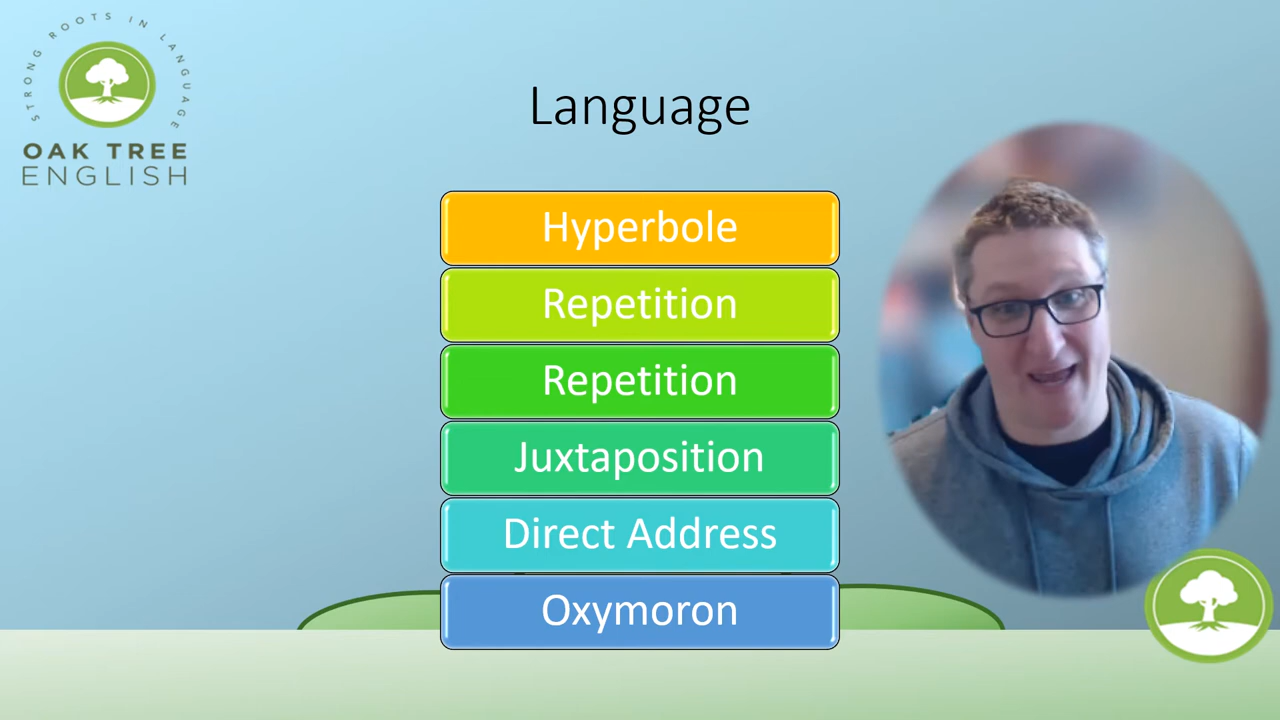 STRONG ROOTS IN LANGUAGE
OAK TREE
ENGLISH
Language
Hyperbole
Repetition
Repetition
Juxtaposition
Direct Address
Oxymoron